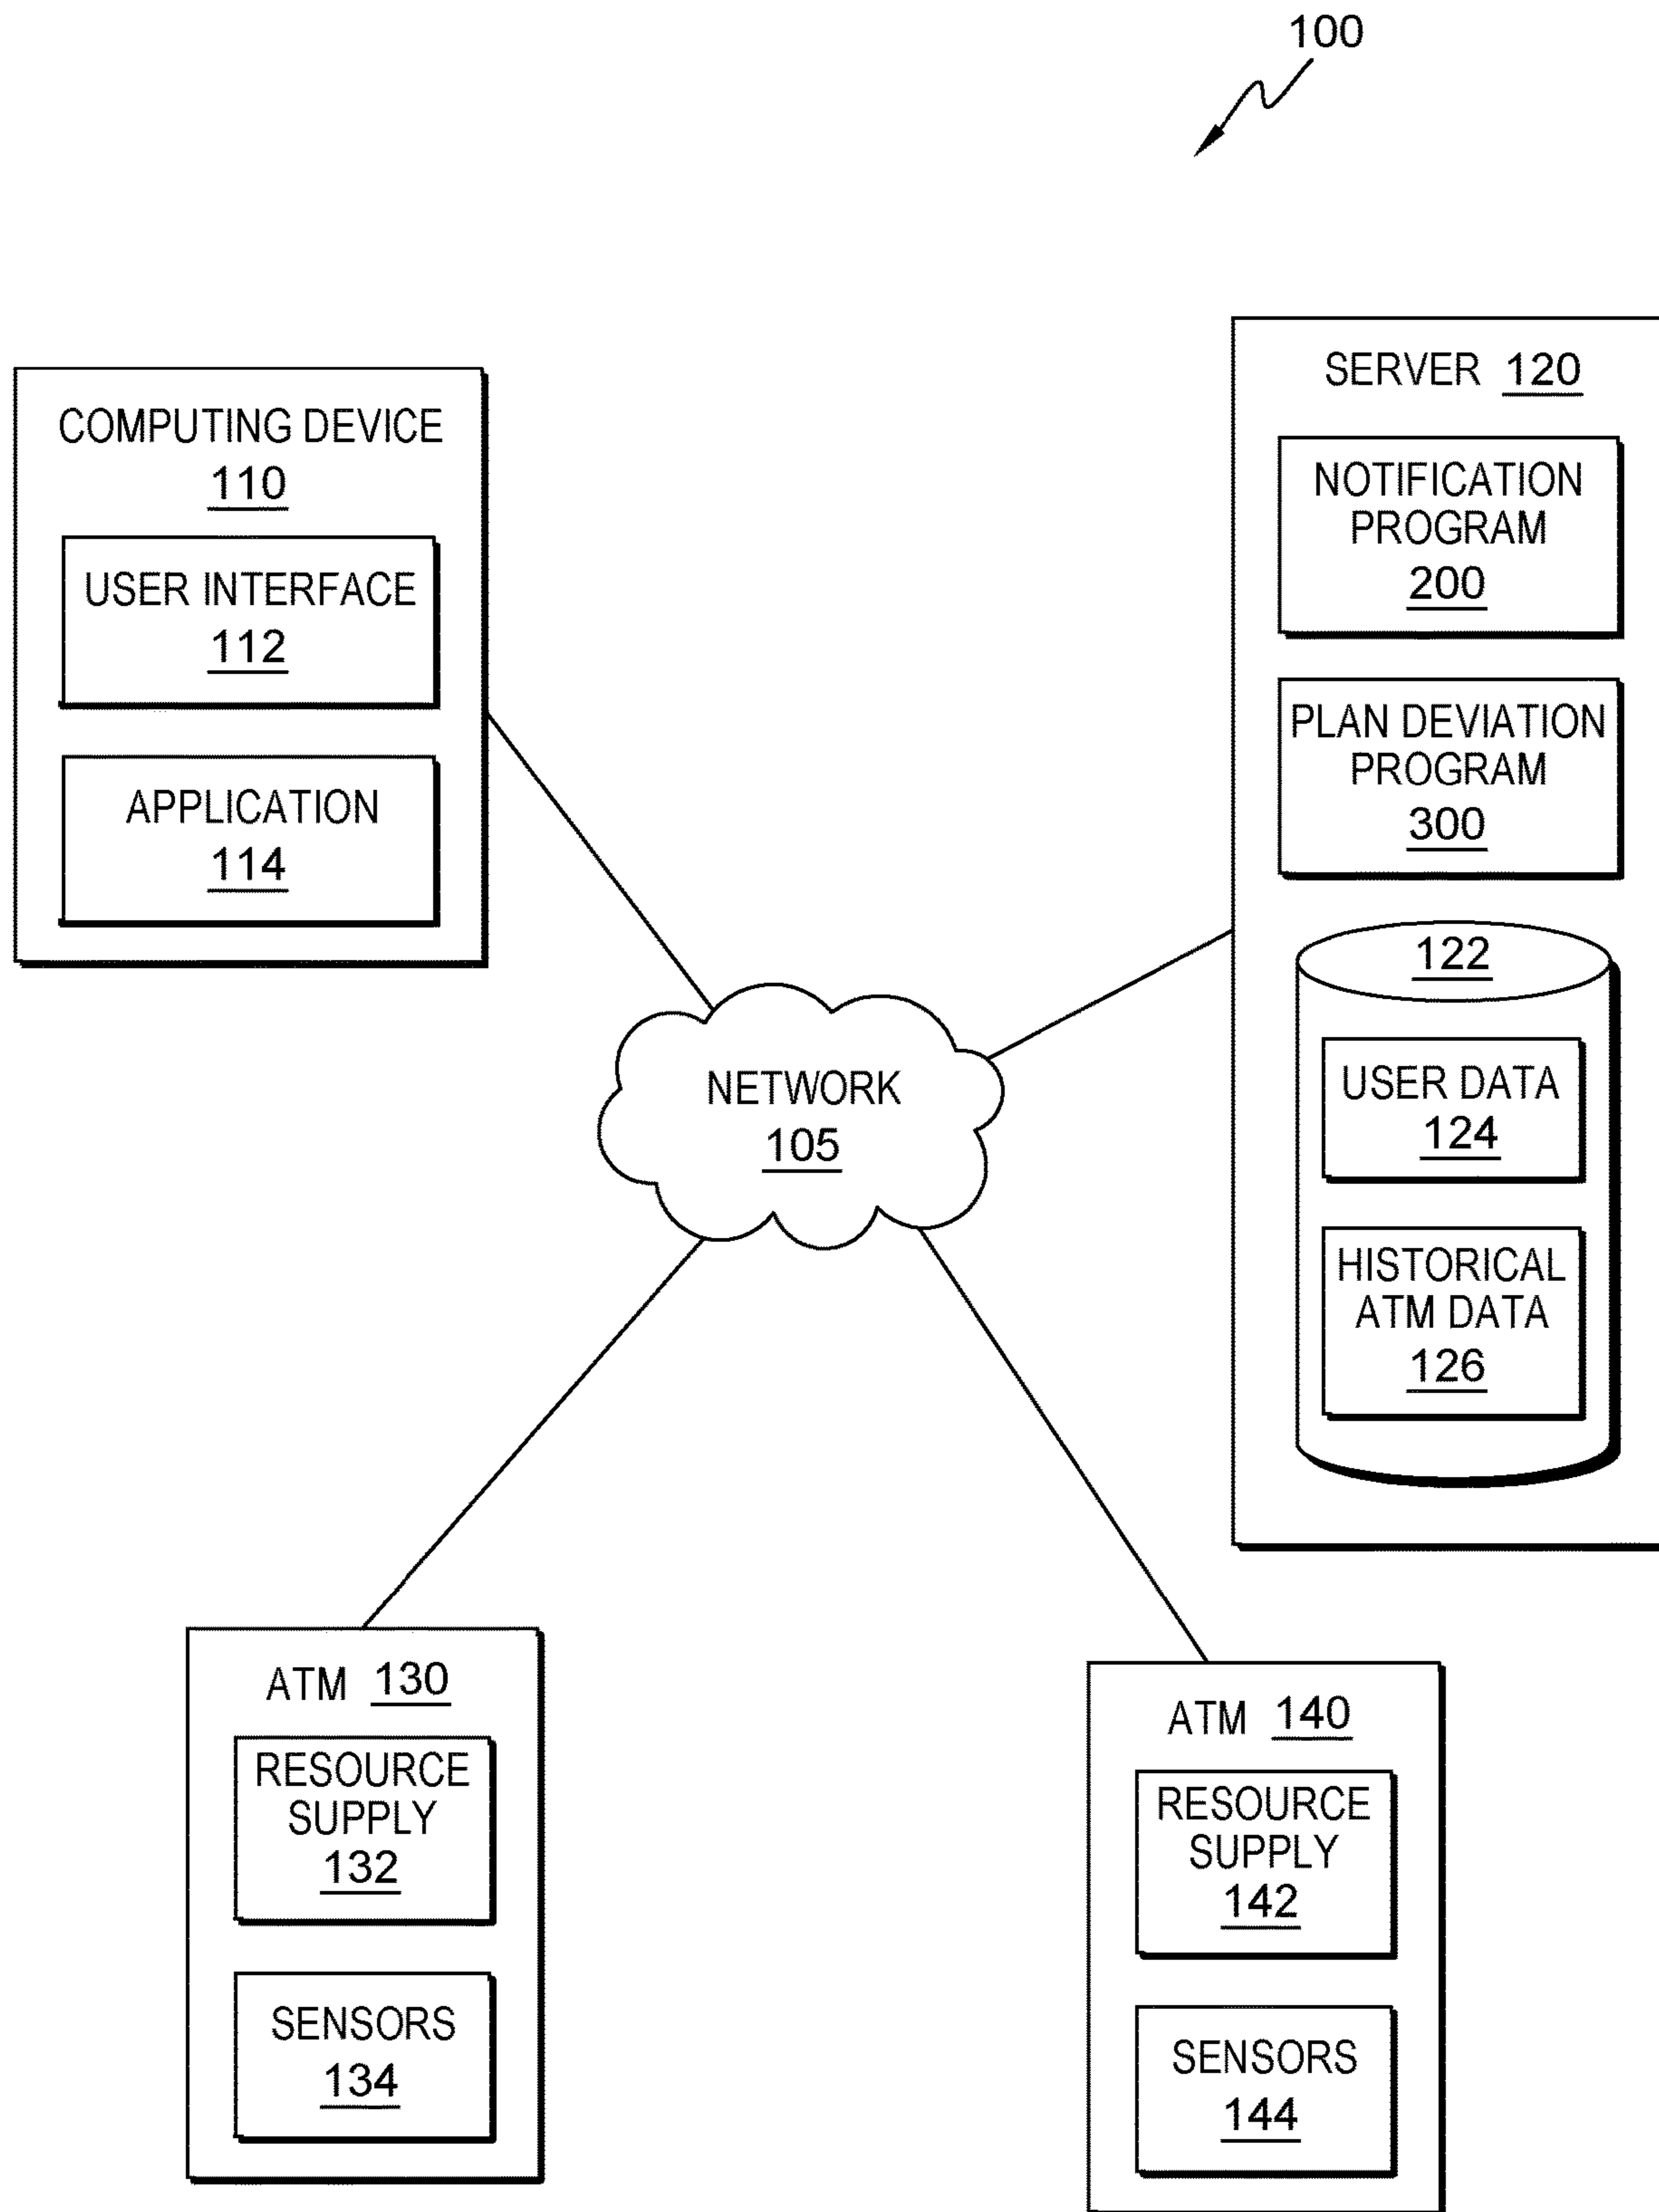 100
COMPUTING DEVICE
110
USER INTERFACE
112
APPLICATION
114
SERVER 120
NOTIFICATION
PROGRAM
200
PLAN DEVIATION
PROGRAM
300
122
USER DATA
124
HISTORICAL
ATM DATA
126
NETWORK
105
ATM 130
RESOURCE
SUPPLY
132
SENSORS
134
ATM 140
RESOURCE
SUPPLY
142
SENSORS
144